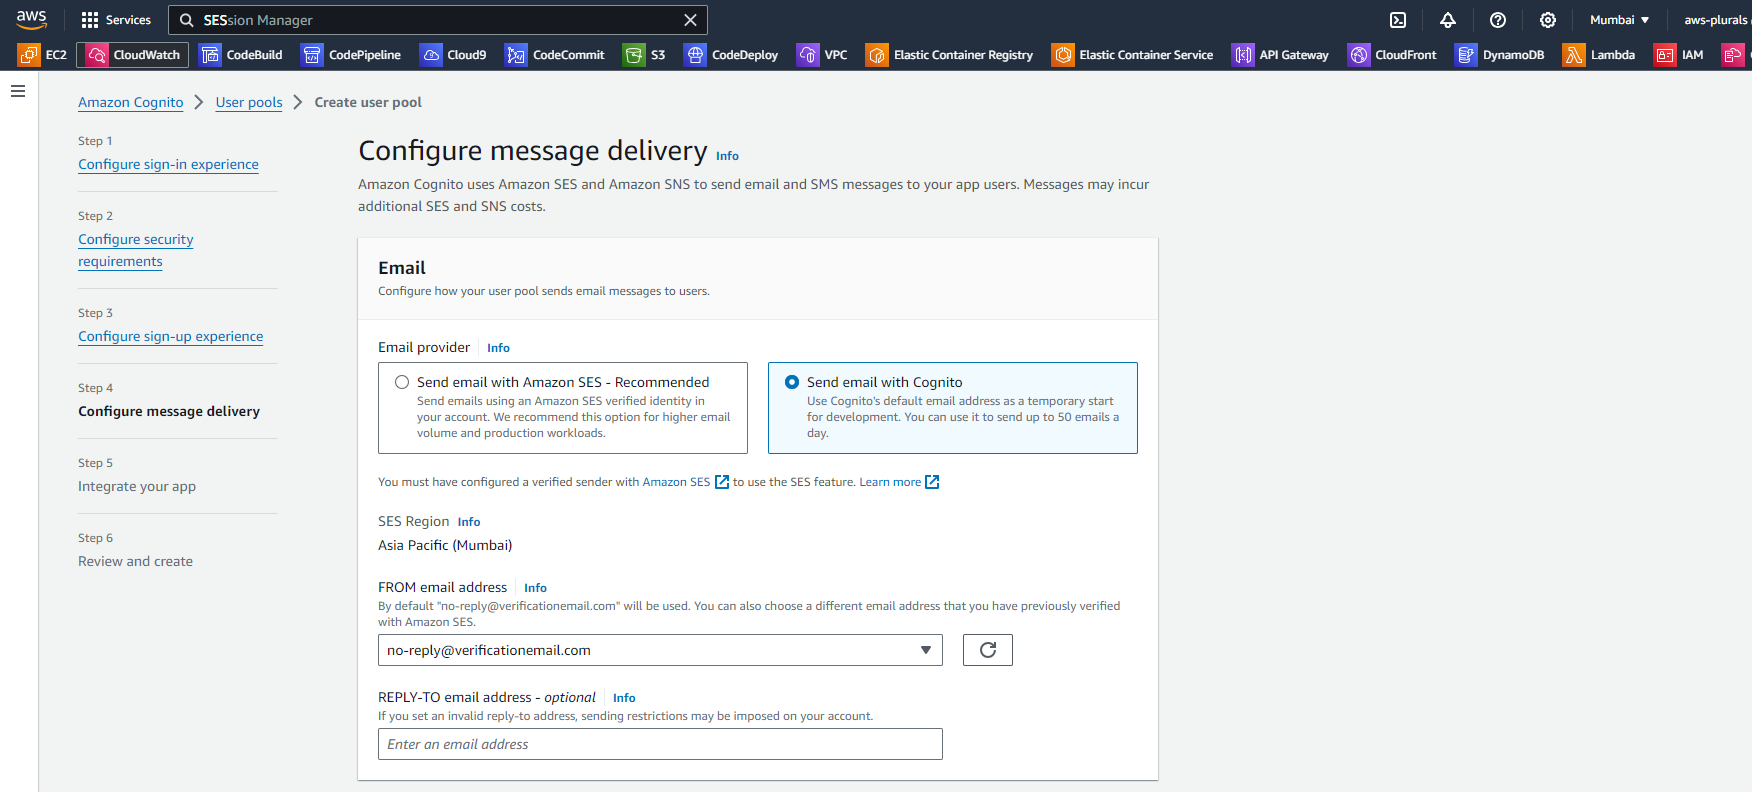 aws
Services
SESsion Manager
Mumbai
aws-plurals
EC2
CloudWatch
CodeBuild
CodePipeline
Cloud9
CodeCommit
S3
CodeDeploy
VPC
Elastic Container Registry
Elastic Container Service
API Gateway
CloudFront
DynamoDB
Lambda
IAM
Amazon Cognito
User pools
Create user pool
Step 1
Configure sign-in experience
Step 2
Configure security
requirements
Step 3
Configure sign-up experience
Step 4
Configure message delivery
Step 5
Integrate your app
Step 6
Review and create
Configure message delivery Info
Amazon Cognito uses Amazon SES and Amazon SNS to send email and SMS messages to your app users. Messages may incur
additional SES and SNS costs.
Email
Configure how your user pool sends email messages to users.
Email provider Info
Send email with Amazon SES - Recommended
Send emails using an Amazon SES verified identity in
your account. We recommend this option for higher email
volume and production workloads.
Send email with Cognito
Use Cognito's default email address as a temporary start
for development. You can use it to send up to 50 emails a
day.
You must have configured a verified sender with Amazon SES to use the SES feature. Learn more
SES Region Info
Asia Pacific (Mumbai)
FROM email address Info
By default "no-reply@verificationemail.com" will be used. You can also choose a different email address that you have previously verified
with Amazon SES.
no-reply@verificationemail.com
REPLY-TO email address - optional Info
If you set an invalid reply-to address, sending restrictions may be imposed on your account.
Enter an email address